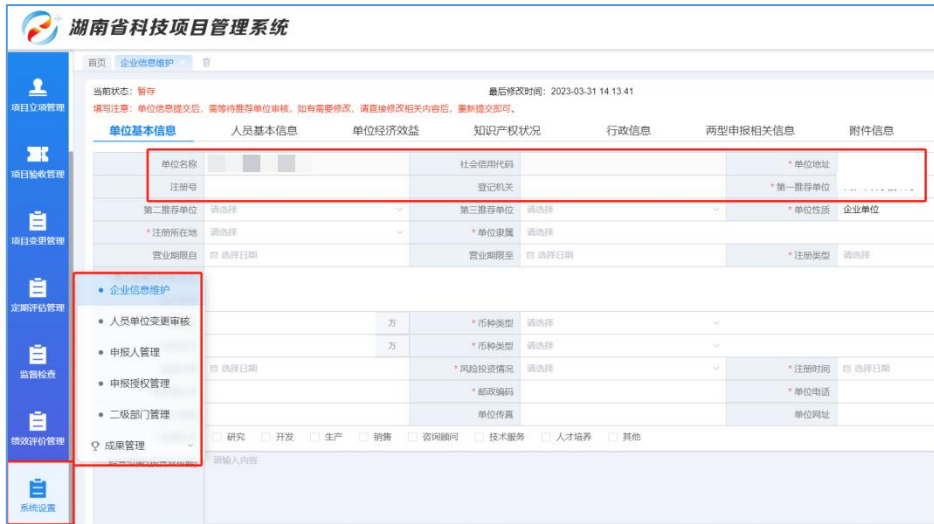 湖南省科技项目管理系统
首页 企业信息维护
当前状态：暂存 最后修改时间：2023-03-31 14:13:41
填写注意：单位信息提交后，需等待推荐单位审核，如有需要修改，请直接修改相关内容后，重新提交即可。
单位基本信息 人员基本信息 单位经济效益 知识产权状况 行政信息 两型申报相关信息 附件信息
项目立项管理
项目验收管理
项目变更管理
定期评估管理
监督检查
绩效评价管理
系统设置
单位名称 社会信用代码 * 单位地址
注册号 登记机关 * 第一推荐单位
第二推荐单位 请选择 第三推荐单位 请选择 * 单位性质 企业单位
* 注册所在地 请选择 * 单位隶属 请选择
营业期限自 选择日期 营业期限至 选择日期 * 注册类型 请选择
企业信息维护
人员单位变更审核
申报人管理
申报授权管理
二级部门管理
成果管理
万 * 币种类型 请选择
万 * 币种类型 请选择
选择日期 * 风险投资情况 请选择 * 注册时间 选择日期
* 邮政编码 * 单位电话
单位传真 单位网址
研究 开发 生产 销售 咨询顾问 技术服务 人才培养 其他
请输入内容